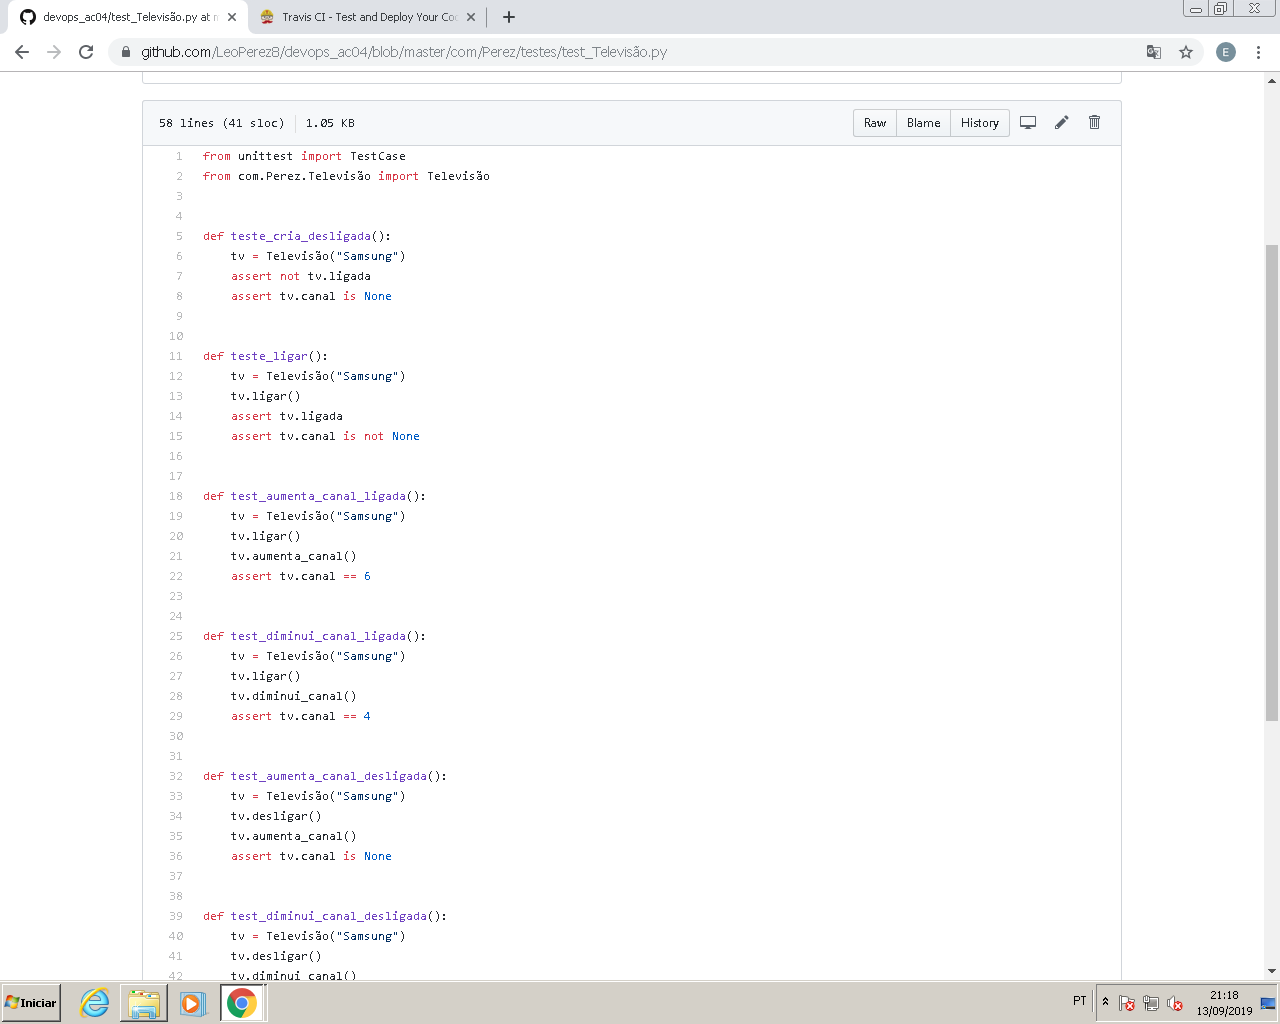 devops_ac04/test_Televisão.py at m
Travis CI - Test and Deploy Your Co
github.com/LeoPerez8/devops_ac04/blob/master/com/Perez/testes/test_Televisão.py
E
58 lines (41 sloc) 1.05 KB
Raw Blame History
1 from unittest import TestCase
2 from com.Perez.Televisão import Televisão
3
4
5 def teste_cria_desligada():
6 tv = Televisão("Samsung")
7 assert not tv.ligada
8 assert tv.canal is None
9
10
11 def teste_ligar():
12 tv = Televisão("Samsung")
13 tv.ligar()
14 assert tv.ligada
15 assert tv.canal is not None
16
17
18 def test_aumenta_canal_ligada():
19 tv = Televisão("Samsung")
20 tv.ligar()
21 tv.aumenta_canal()
22 assert tv.canal == 6
23
24
25 def test_diminui_canal_ligada():
26 tv = Televisão("Samsung")
27 tv.ligar()
28 tv.diminui_canal()
29 assert tv.canal == 4
30
31
32 def test_aumenta_canal_desligada():
33 tv = Televisão("Samsung")
34 tv.desligar()
35 tv.aumenta_canal()
36 assert tv.canal is None
37
38
39 def test_diminui_canal_desligada():
40 tv = Televisão("Samsung")
41 tv.desligar()
42 tv.diminui_canal()
Iniciar
PT
21:18
13/09/2019